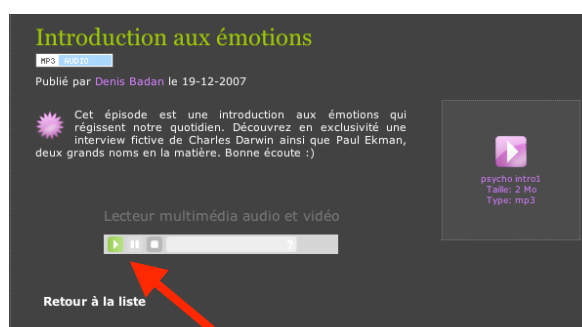 Introduction aux émotions
MP3 AUDIO
Publié par Denis Badan le 19-12-2007
Cet épisode est une introduction aux émotions qui
régissent notre quotidien. Découvrez en exclusivité une
interview fictive de Charles Darwin ainsi que Paul Ekman,
deux grands noms en la matière. Bonne écoute :)
psycho intro1
Taille: 2 Mo
Type: mp3
Lecteur multimédia audio et vidéo
?
Retour à la liste